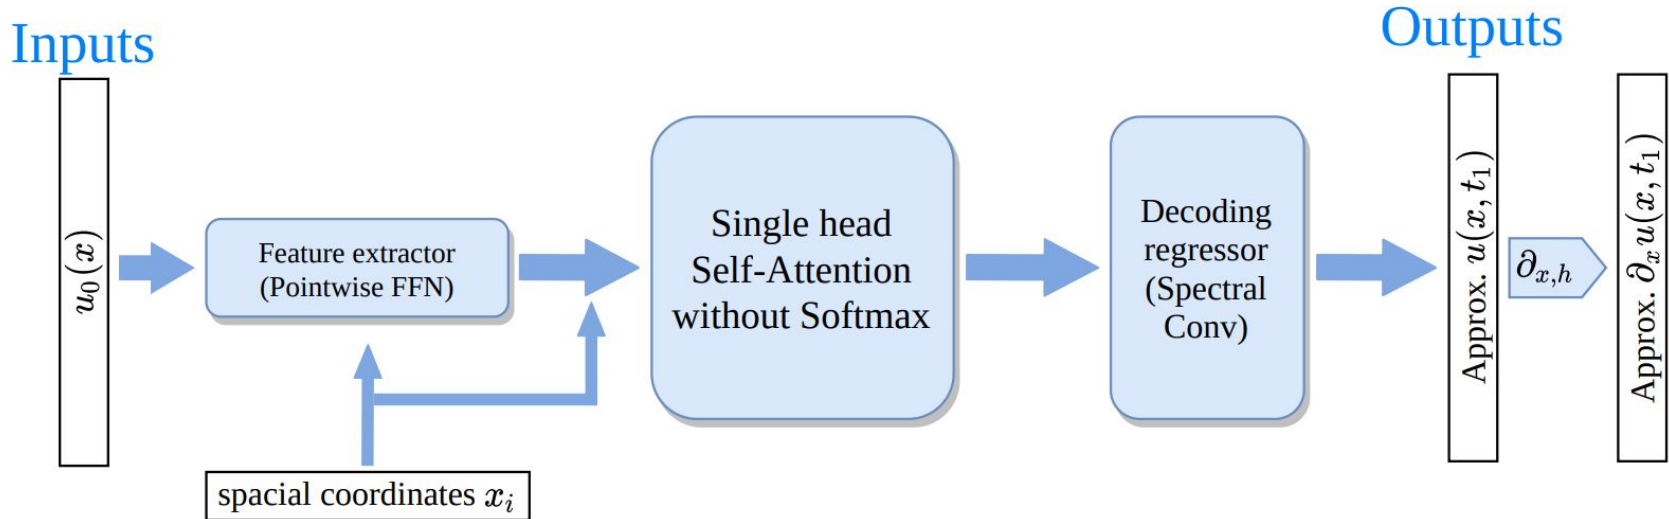 Inputs
Outputs
u₀(x)
Feature extractor
(Pointwise FFN)
spacial coordinates xᵢ
Single head
Self-Attention
without Softmax
Decoding
regressor
(Spectral
Conv)
Approx. u(x, t₁)
∂ₓ,ₕ
Approx. ∂ₓu(x, t₁)